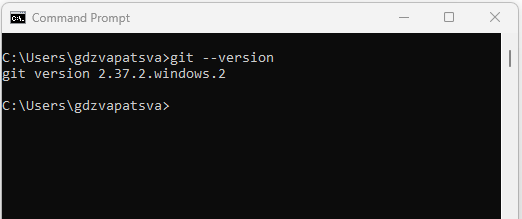 Command Prompt
C:\Users\gdzvapatsva>git --version
git version 2.37.2.windows.2
C:\Users\gdzvapatsva>